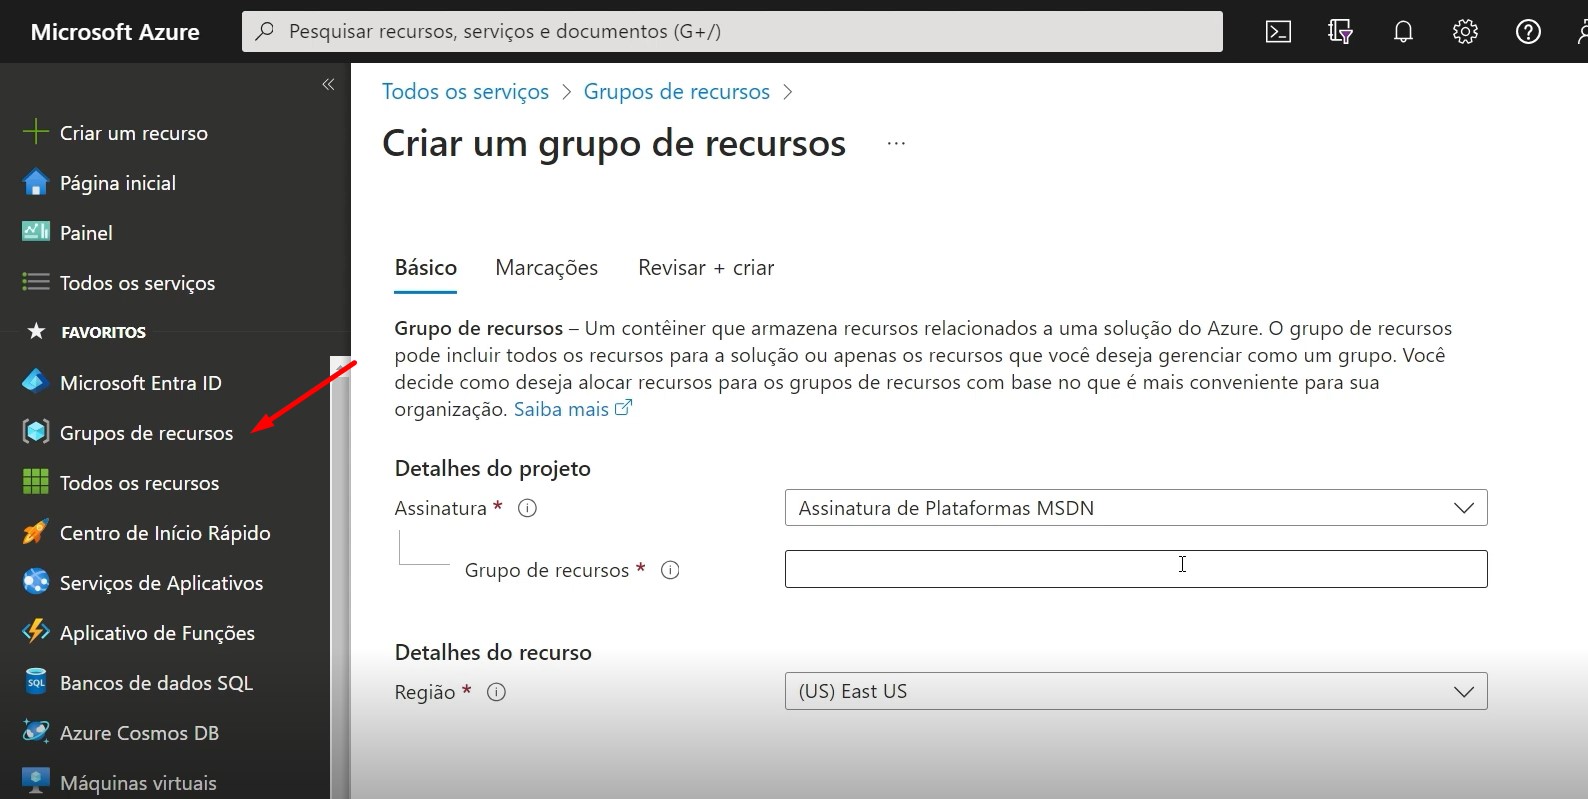 Microsoft Azure
Pesquisar recursos, serviços e documentos (G+/)
Criar um recurso
Página inicial
Painel
Todos os serviços
FAVORITOS
Microsoft Entra ID
Grupos de recursos
Todos os recursos
Centro de Início Rápido
Serviços de Aplicativos
Aplicativo de Funções
SQL
Bancos de dados SQL
Azure Cosmos DB
Máquinas virtuais
Todos os serviços > Grupos de recursos >
Criar um grupo de recursos ...
Básico Marcações Revisar + criar
Grupo de recursos – Um contêiner que armazena recursos relacionados a uma solução do Azure. O grupo de recursos
pode incluir todos os recursos para a solução ou apenas os recursos que você deseja gerenciar como um grupo. Você
decide como deseja alocar recursos para os grupos de recursos com base no que é mais conveniente para sua
organização. Saiba mais
Detalhes do projeto
Assinatura * Assinatura de Plataformas MSDN
Grupo de recursos *
Detalhes do recurso
Região * (US) East US